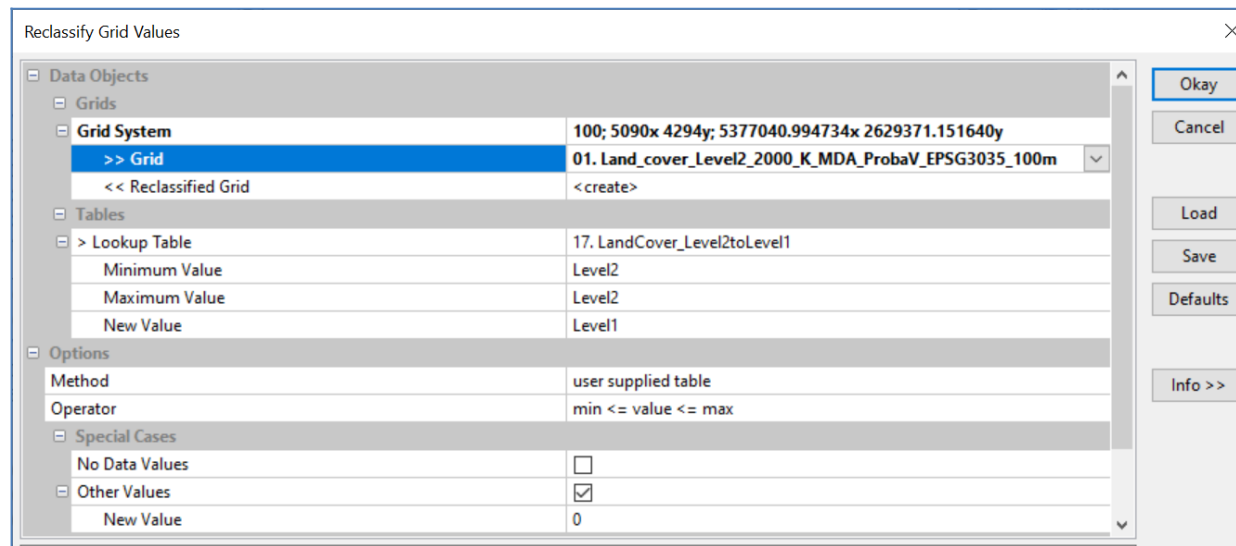 Reclassify Grid Values
Data Objects
Okay
Grids
Grid System 100; 5090x 4294y; 5377040.994734x 2629371.151640y
Cancel
>> Grid 01. Land_cover_Level2_2000_K_MDA_ProbaV_EPSG3035_100m
<< Reclassified Grid <create>
Tables
Load
> Lookup Table 17. LandCover_Level2toLevel1
Minimum Value Level2
Save
Maximum Value Level2
Defaults
New Value Level1
Options
Method user supplied table
Info >>
Operator min <= value <= max
Special Cases
No Data Values
Other Values
New Value 0